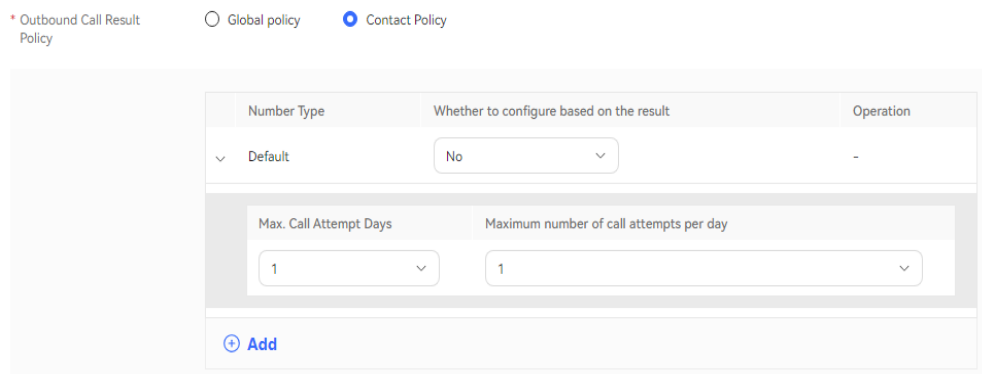 * Outbound Call Result Policy
Global policy
Contact Policy
Number Type
Whether to configure based on the result
Operation
Default
No
-
Max. Call Attempt Days
Maximum number of call attempts per day
1
1
Add